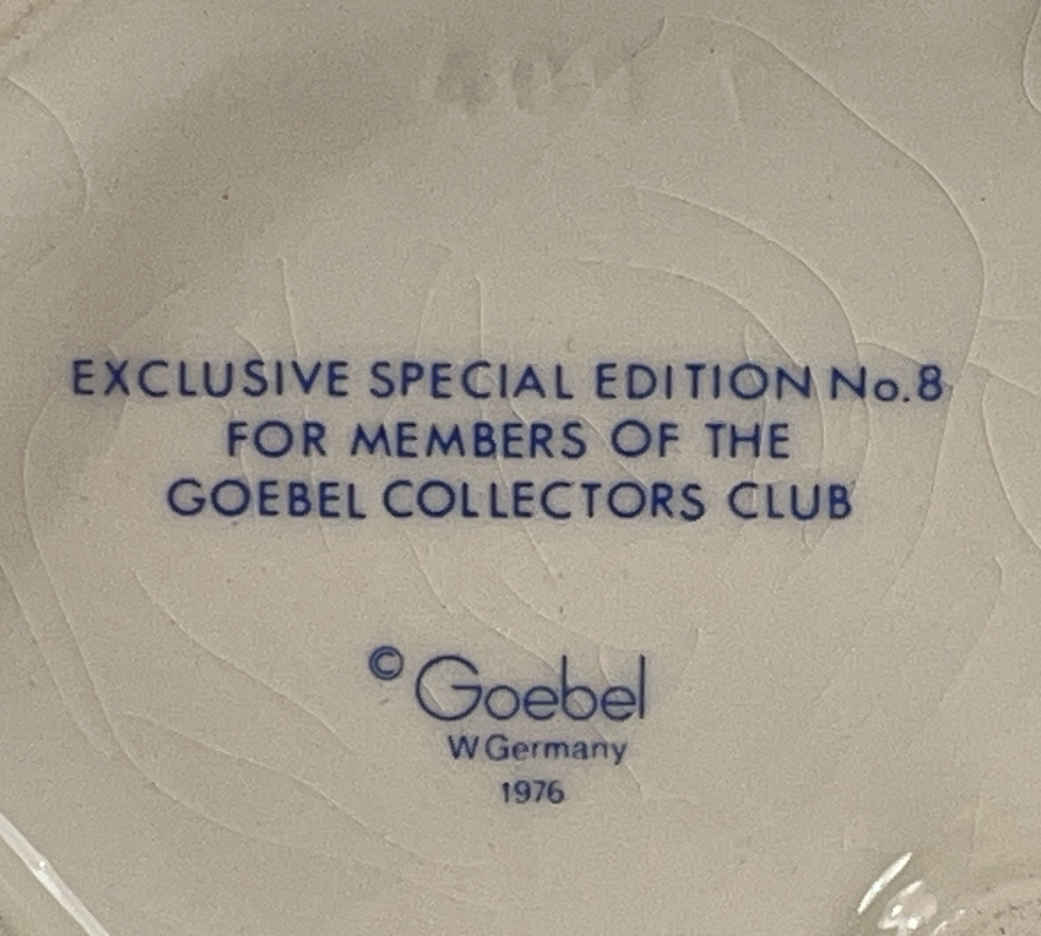 EXCLUSIVE SPECIAL EDITION No.8
FOR MEMBERS OF THE
GOEBEL COLLECTORS CLUB
© Goebel
W Germany
1976